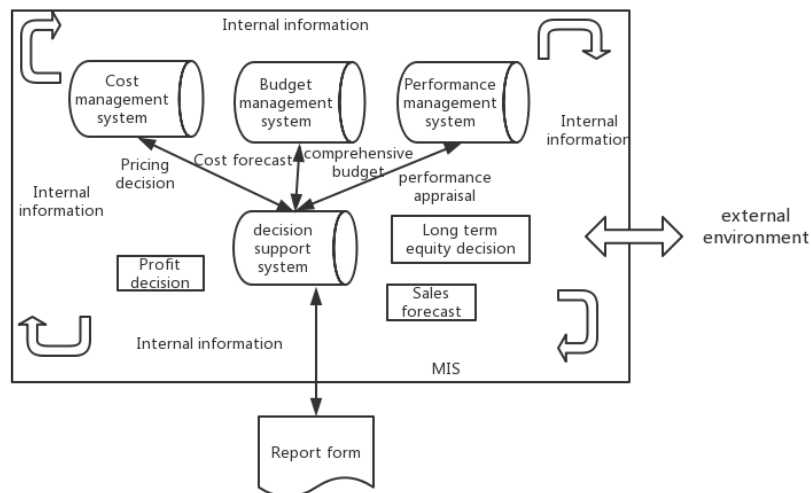 Internal information
Cost
management
system
Budget
management
system
Performance
management
system
Internal
information
Pricing
decision
Cost forecast
comprehensive
budget
performance
appraisal
Internal
information
decision
support
system
Long term
equity decision
external
environment
Profit
decision
Sales
forecast
Internal information
MIS
Report form